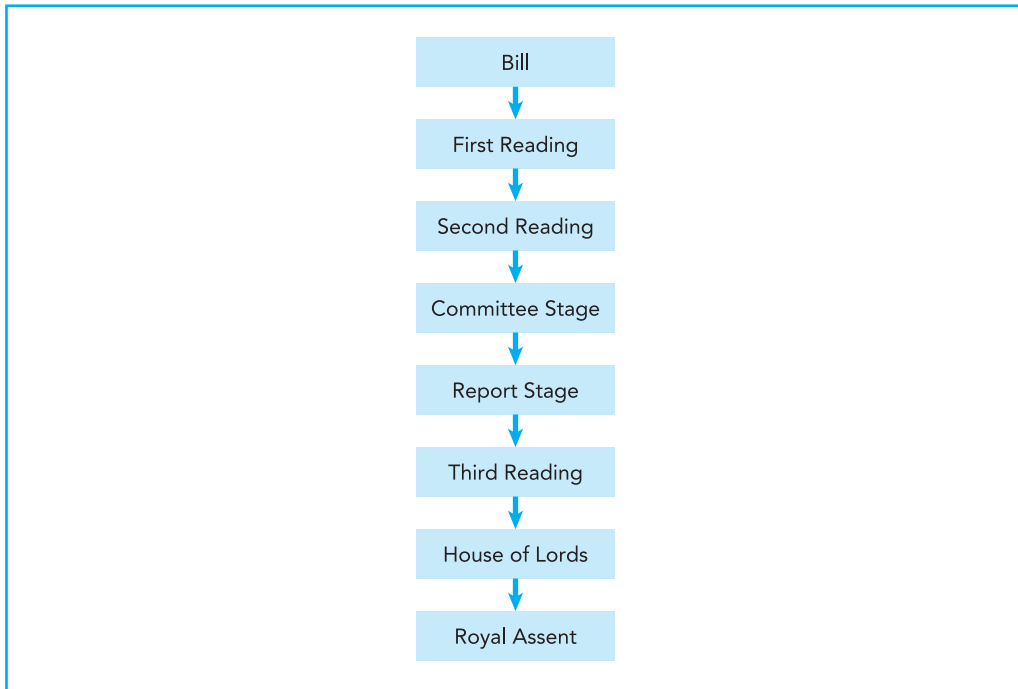 Bill
First Reading
Second Reading
Committee Stage
Report Stage
Third Reading
House of Lords
Royal Assent